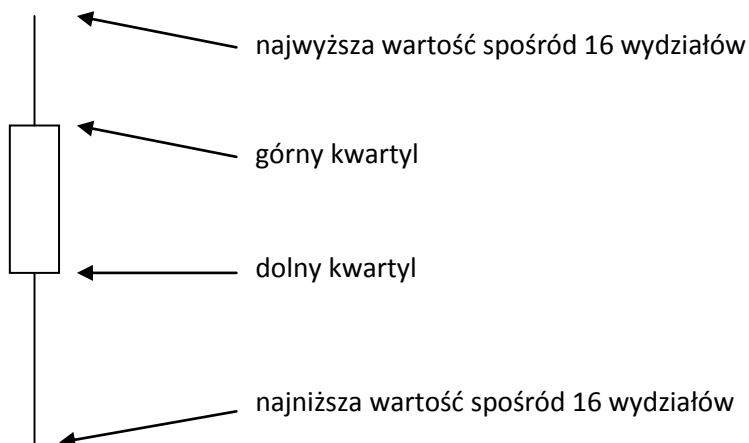 najwyższa wartość spośród 16 wydziałów
górny kwartyl
dolny kwartyl
najniższa wartość spośród 16 wydziałów